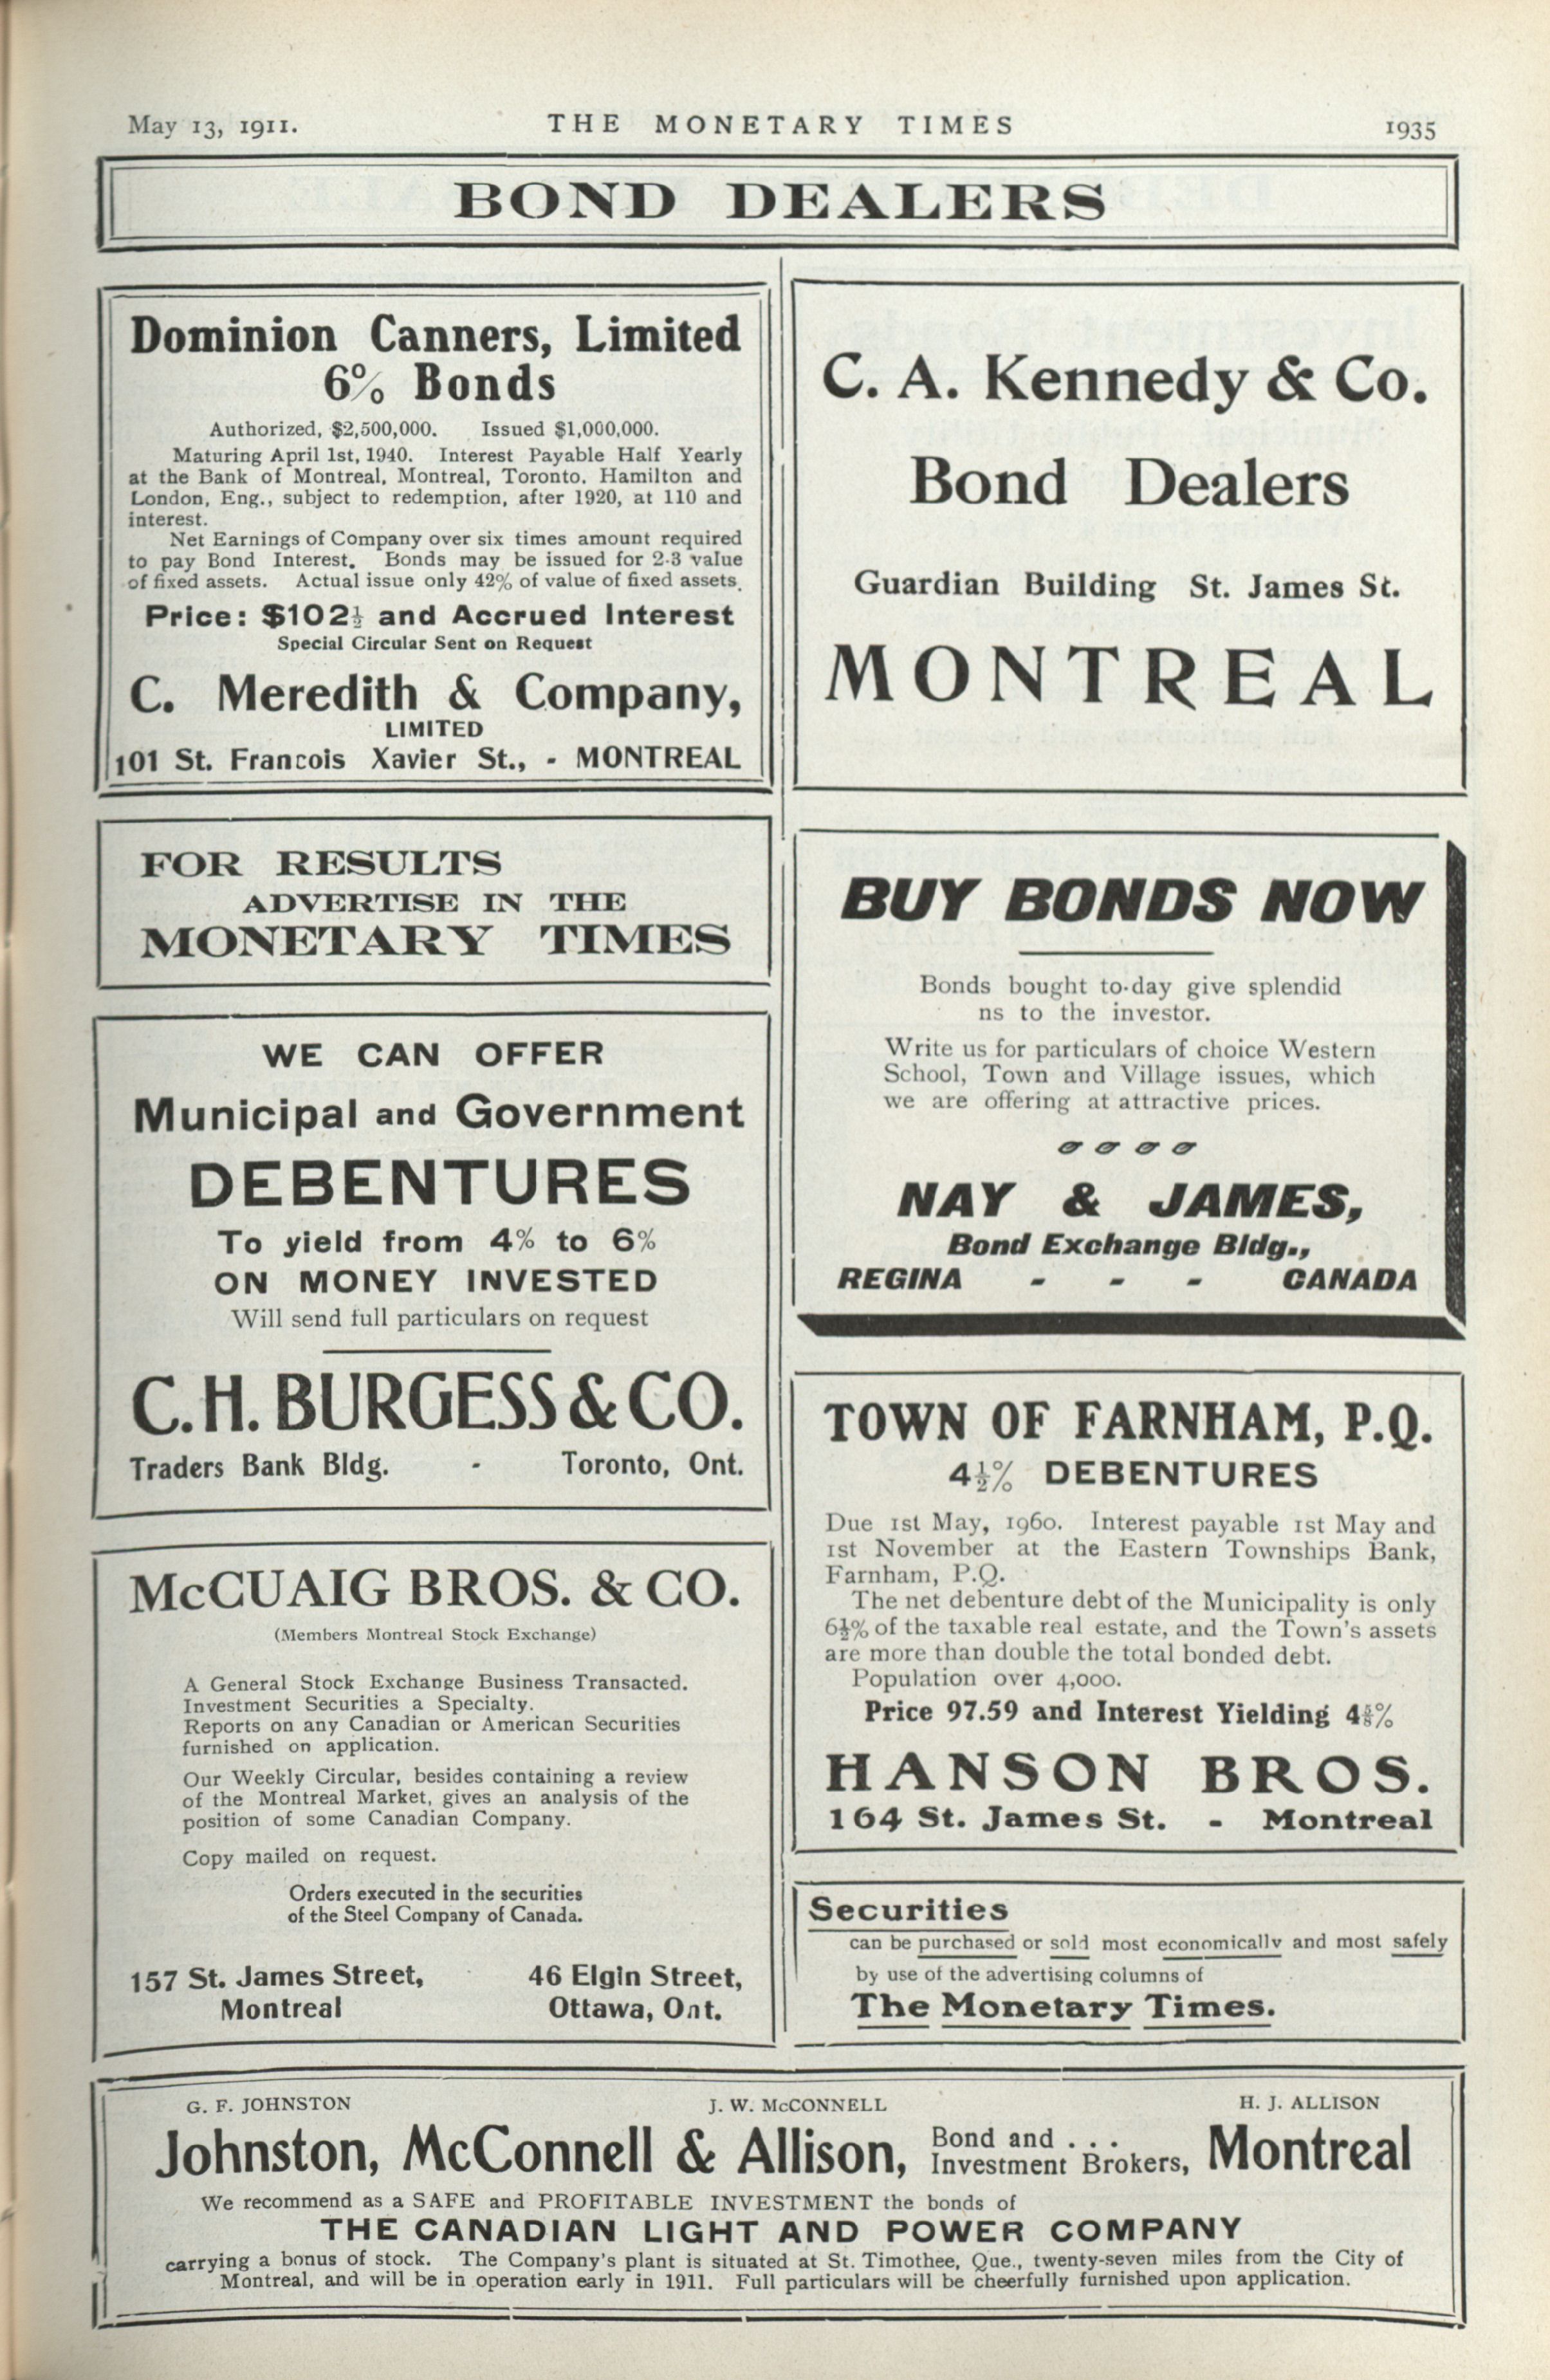 May 13, 1911.
THE MONETARY TIMES
1935
BOND DEALERS
Dominion Canners, Limited
6% Bonds
Authorized, $2,500,000. Issued $1,000,000.
Maturing April 1st, 1940. Interest Payable Half Yearly
at the Bank of Montreal, Montreal, Toronto. Hamilton and
London, Eng., subject to redemption, after 1920, at 110 and
interest.
Net Earnings of Company over six times amount required
to pay Bond Interest. Bonds may be issued for 2-3 value
of fixed assets. Actual issue only 42% of value of fixed assets.
Price: $102½ and Accrued Interest
Special Circular Sent on Request
C. Meredith & Company,
LIMITED
101 St. Francois Xavier St., - MONTREAL
FOR RESULTS
ADVERTISE IN THE
MONETARY TIMES
WE CAN OFFER
Municipal and Government
DEBENTURES
To yield from 4% to 6%
ON MONEY INVESTED
Will send full particulars on request
C. H. BURGESS & CO.
Traders Bank Bldg. - Toronto, Ont.
McCUAIG BROS. & CO.
(Members Montreal Stock Exchange)
A General Stock Exchange Business Transacted.
Investment Securities a Specialty.
Reports on any Canadian or American Securities
furnished on application.
Our Weekly Circular, besides containing a review
of the Montreal Market, gives an analysis of the
position of some Canadian Company.
Copy mailed on request.
Orders executed in the securities
of the Steel Company of Canada.
157 St. James Street, 46 Elgin Street,
Montreal Ottawa, Ont.
C. A. Kennedy & Co.
Bond Dealers
Guardian Building St. James St.
MONTREAL
BUY BONDS NOW
Bonds bought to-day give splendid
ns to the investor.
Write us for particulars of choice Western
School, Town and Village issues, which
we are offering at attractive prices.
NAY & JAMES,
Bond Exchange Bldg.,
REGINA - - - CANADA
TOWN OF FARNHAM, P.Q.
4½% DEBENTURES
Due 1st May, 1960. Interest payable 1st May and
1st November at the Eastern Townships Bank,
Farnham, P.Q.
The net debenture debt of the Municipality is only
6½% of the taxable real estate, and the Town's assets
are more than double the total bonded debt.
Population over 4,000.
Price 97.59 and Interest Yielding 4⅝%
HANSON BROS.
164 St. James St. - Montreal
Securities
can be purchased or sold most economically and most safely
by use of the advertising columns of
The Monetary Times.
G. F. JOHNSTON J. W. McCONNELL H. J. ALLISON
Johnston, McConnell & Allison, Bond and . . . Investment Brokers, Montreal
We recommend as a SAFE and PROFITABLE INVESTMENT the bonds of
THE CANADIAN LIGHT AND POWER COMPANY
carrying a bonus of stock. The Company's plant is situated at St. Timothee, Que., twenty-seven miles from the City of
Montreal, and will be in operation early in 1911. Full particulars will be cheerfully furnished upon application.